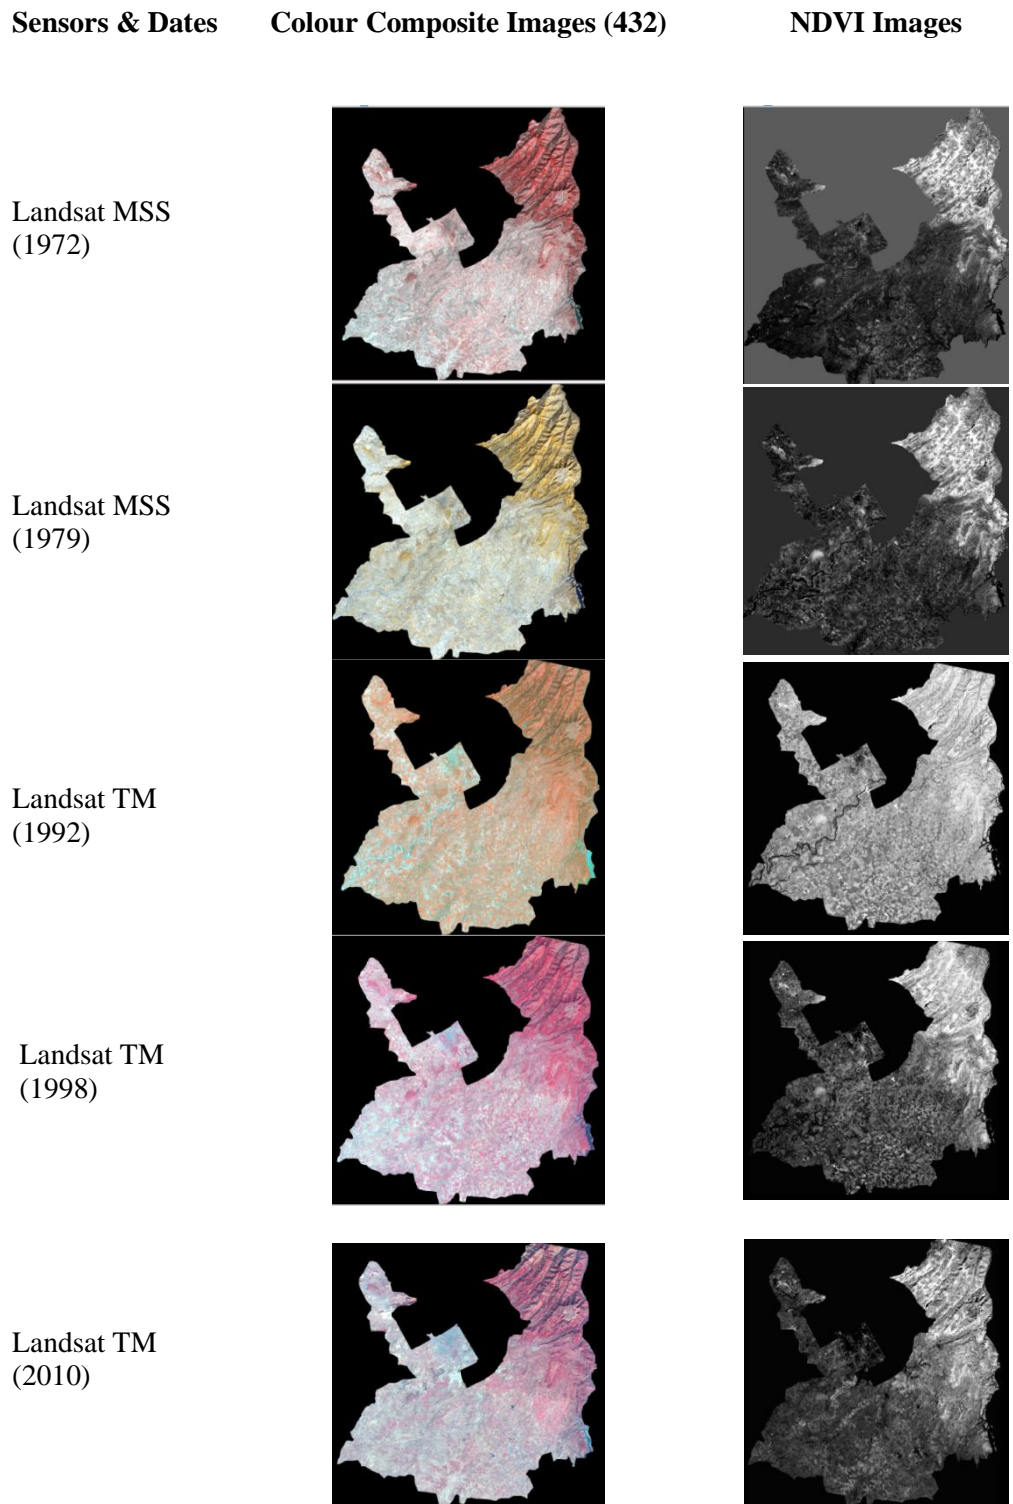 Sensors & Dates Colour Composite Images (432) NDVI Images
Landsat MSS
(1972)
Landsat MSS
(1979)
Landsat TM
(1992)
Landsat TM
(1998)
Landsat TM
(2010)